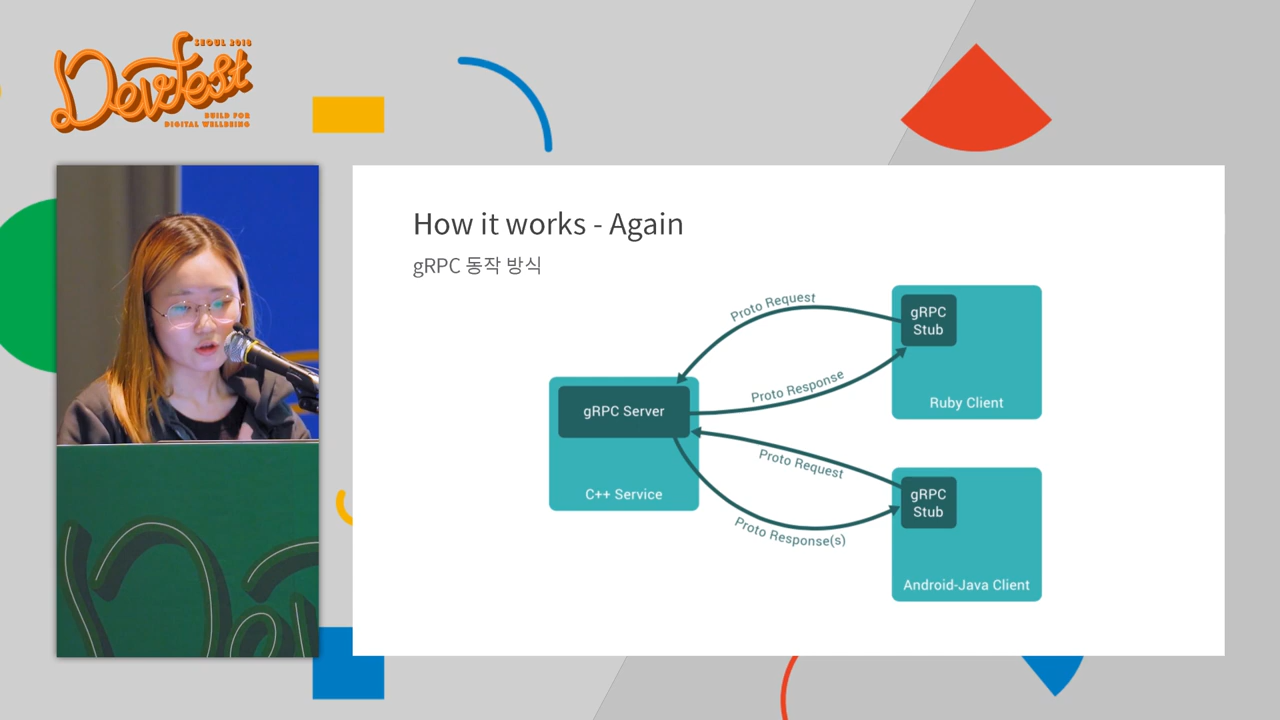 SEOUL 2018
DevFest
BUILD FOR
DIGITAL WELLBEING
How it works - Again
gRPC 동작 방식
Proto Request
gRPC
Stub
Proto Response
Ruby Client
gRPC Server
C++ Service
Proto Request
gRPC
Stub
Proto Response(s)
Android-Java Client